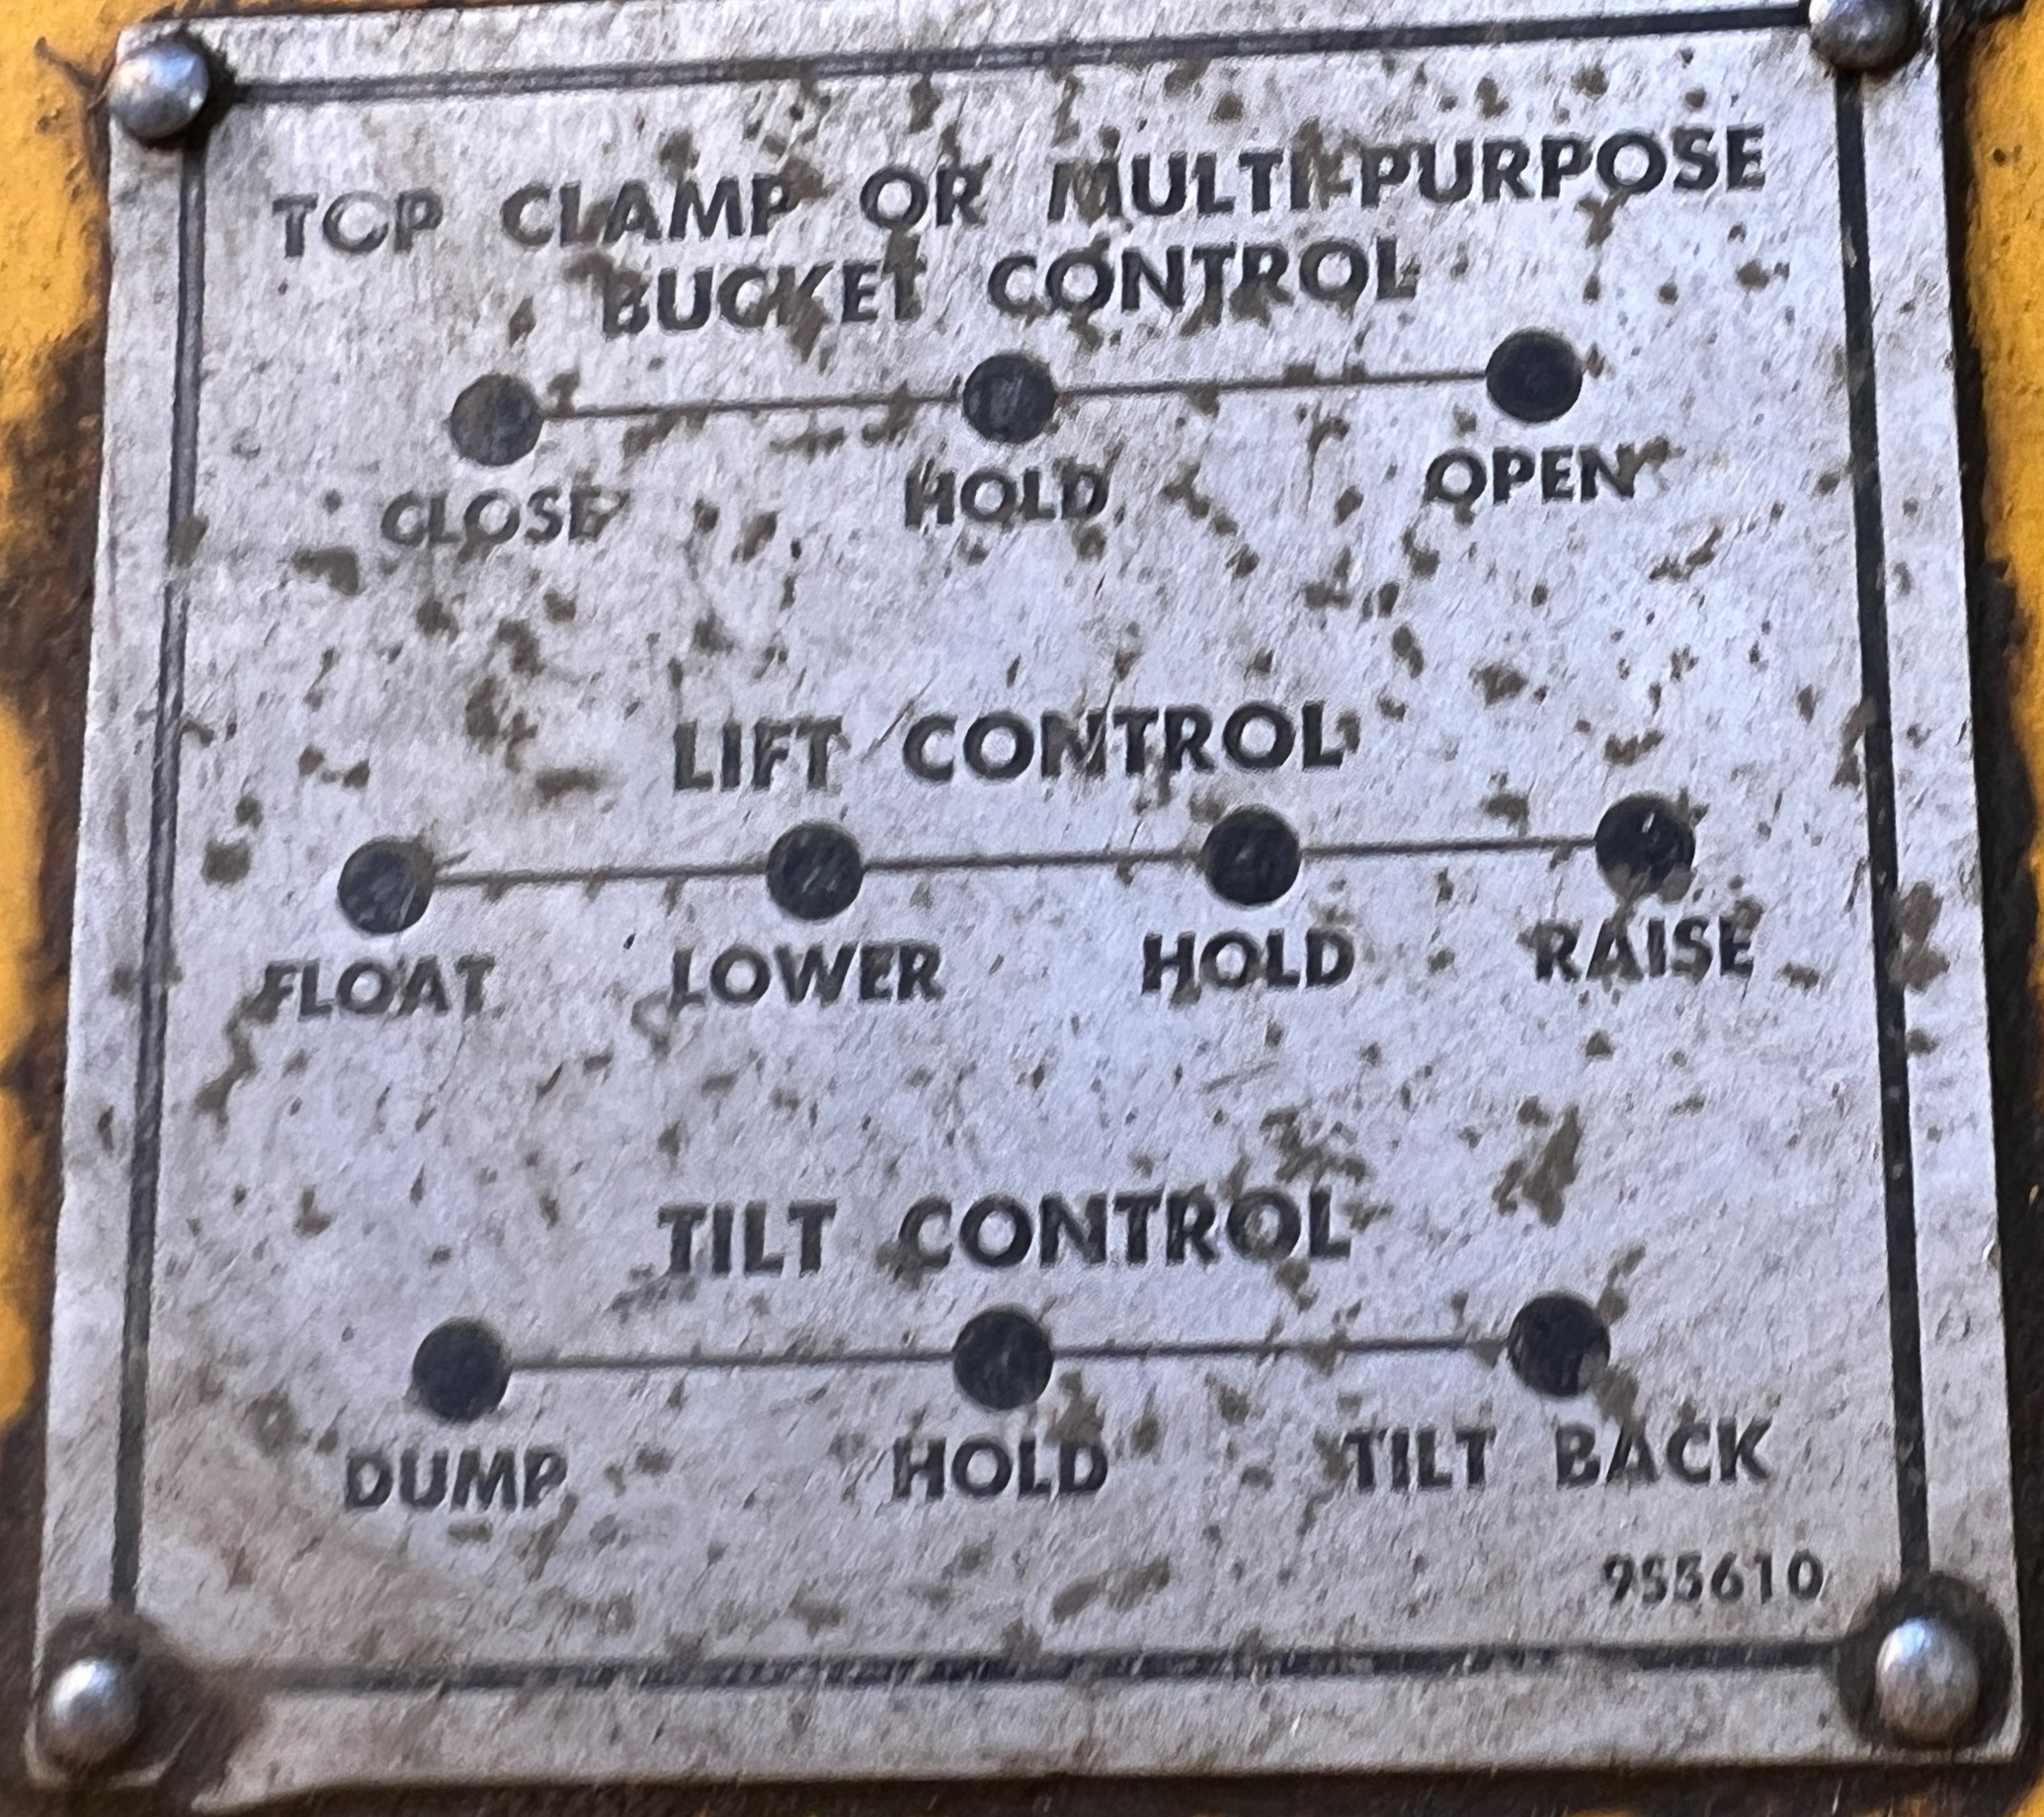 TOP CLAMP OR MULTI-PURPOSE
BUCKET CONTROL
CLOSE HOLD OPEN
LIFT CONTROL
FLOAT LOWER HOLD RAISE
TILT CONTROL
DUMP HOLD TILT BACK
9S5610